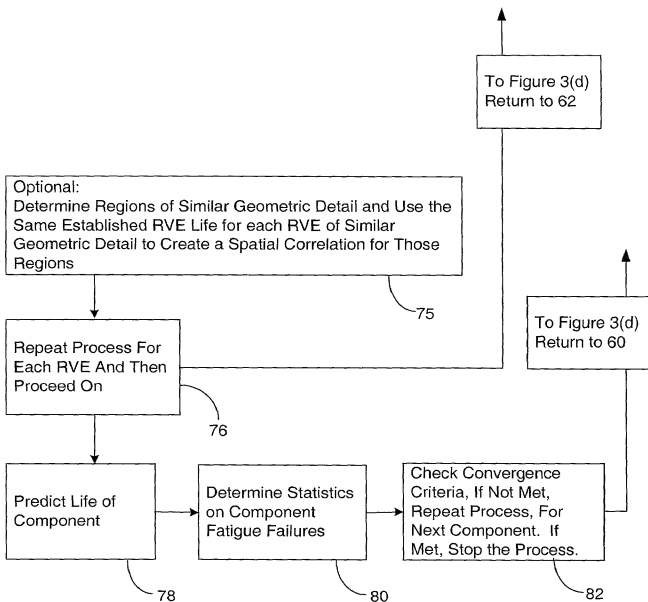 To Figure 3(d)
Return to 62
Optional:
Determine Regions of Similar Geometric Detail and Use the
Same Established RVE Life for each RVE of Similar
Geometric Detail to Create a Spatial Correlation for Those
Regions
75
To Figure 3(d)
Return to 60
Repeat Process For
Each RVE And Then
Proceed On
76
Predict Life of
Component
78
Determine Statistics
on Component
Fatigue Failures
80
Check Convergence
Criteria, If Not Met,
Repeat Process, For
Next Component. If
Met, Stop the Process.
82